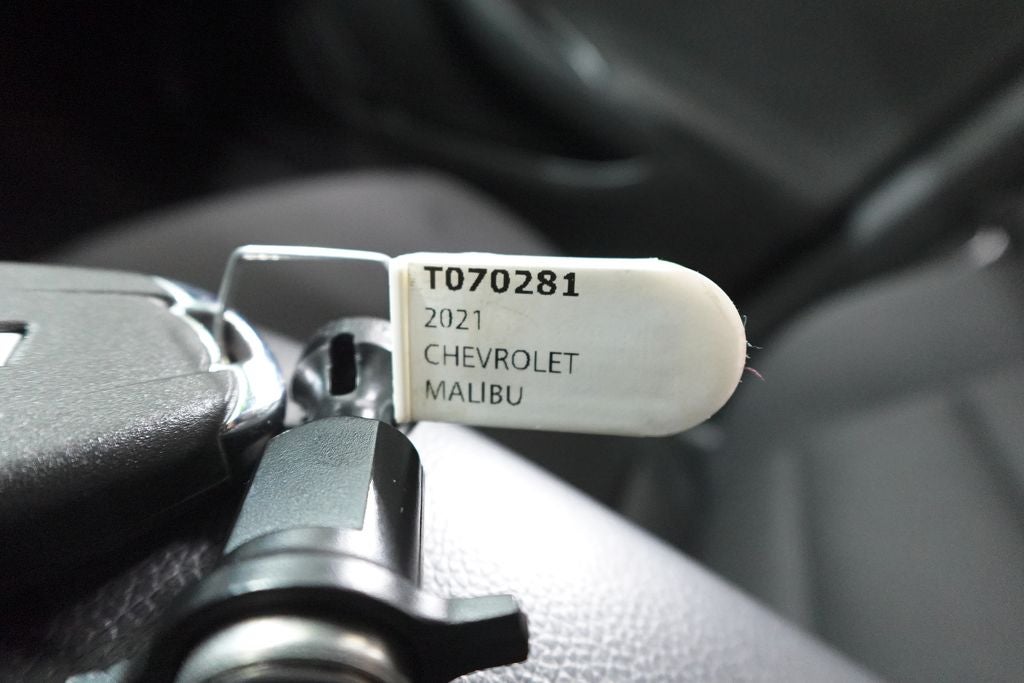 T070281
2021
CHEVROLET
MALIBU